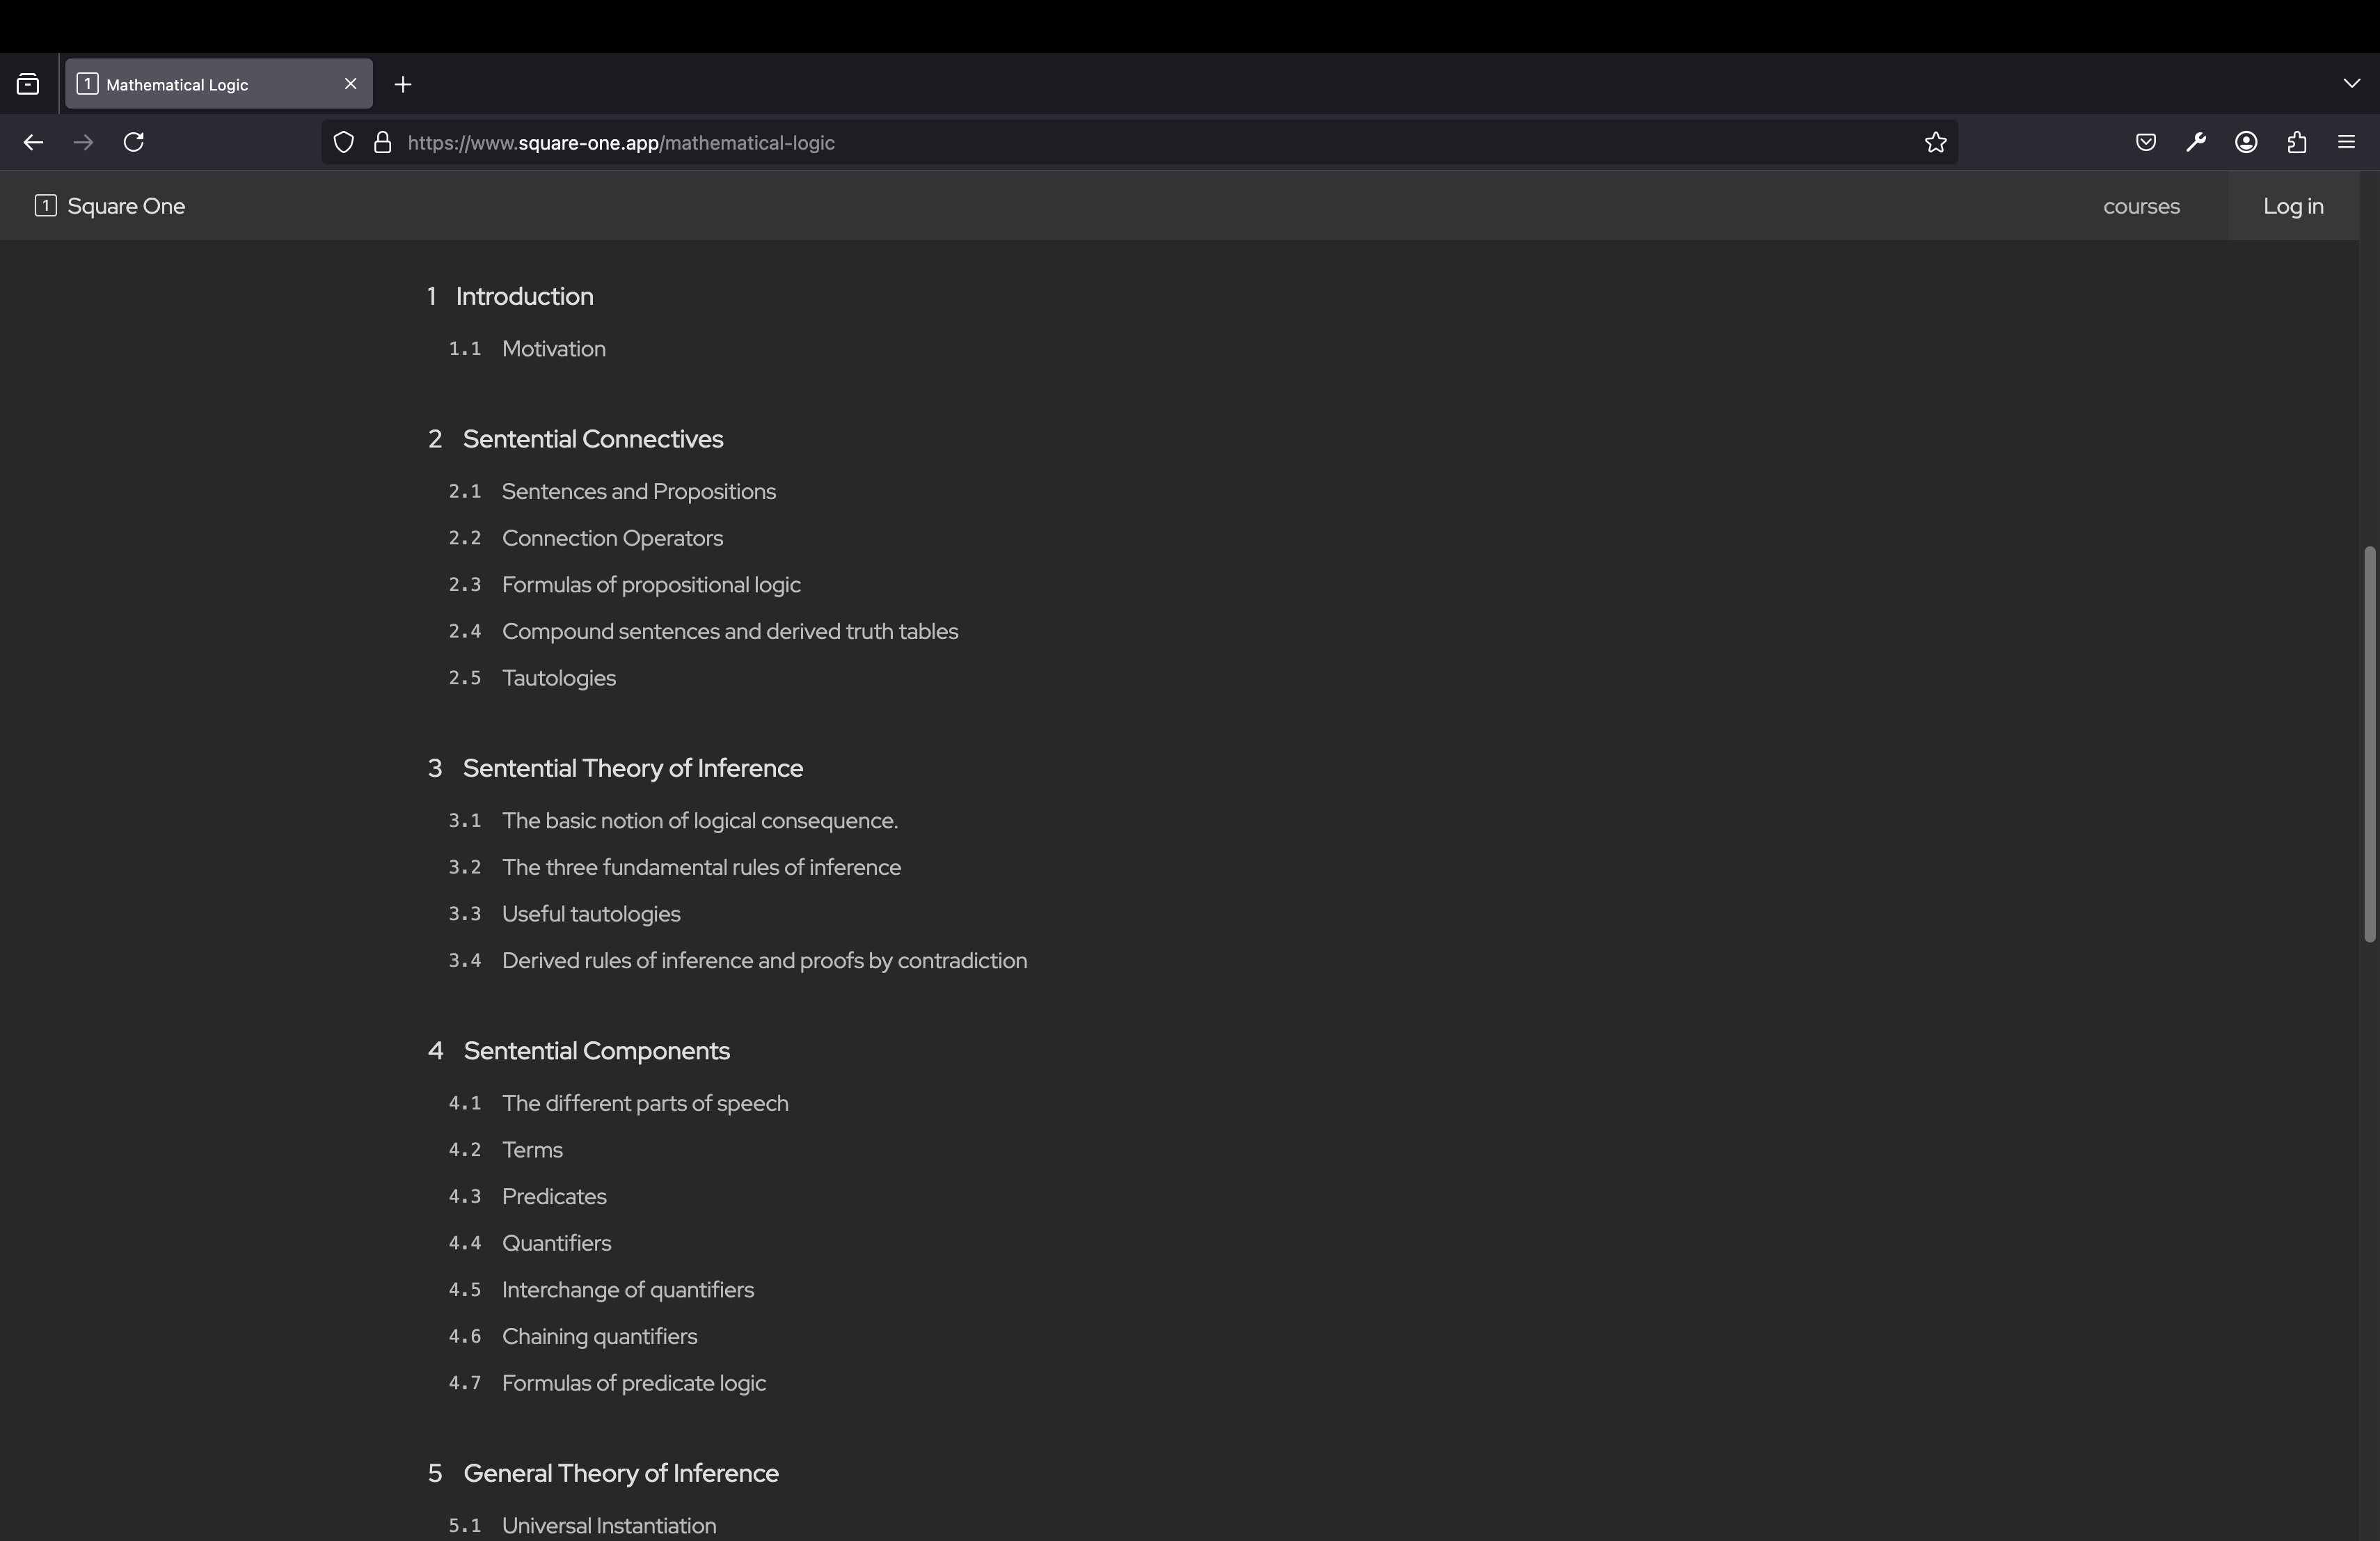 1 Mathematical Logic
https://www.square-one.app/mathematical-logic
1 Square One
courses
Log in
1 Introduction
1.1 Motivation
2 Sentential Connectives
2.1 Sentences and Propositions
2.2 Connection Operators
2.3 Formulas of propositional logic
2.4 Compound sentences and derived truth tables
2.5 Tautologies
3 Sentential Theory of Inference
3.1 The basic notion of logical consequence.
3.2 The three fundamental rules of inference
3.3 Useful tautologies
3.4 Derived rules of inference and proofs by contradiction
4 Sentential Components
4.1 The different parts of speech
4.2 Terms
4.3 Predicates
4.4 Quantifiers
4.5 Interchange of quantifiers
4.6 Chaining quantifiers
4.7 Formulas of predicate logic
5 General Theory of Inference
5.1 Universal Instantiation